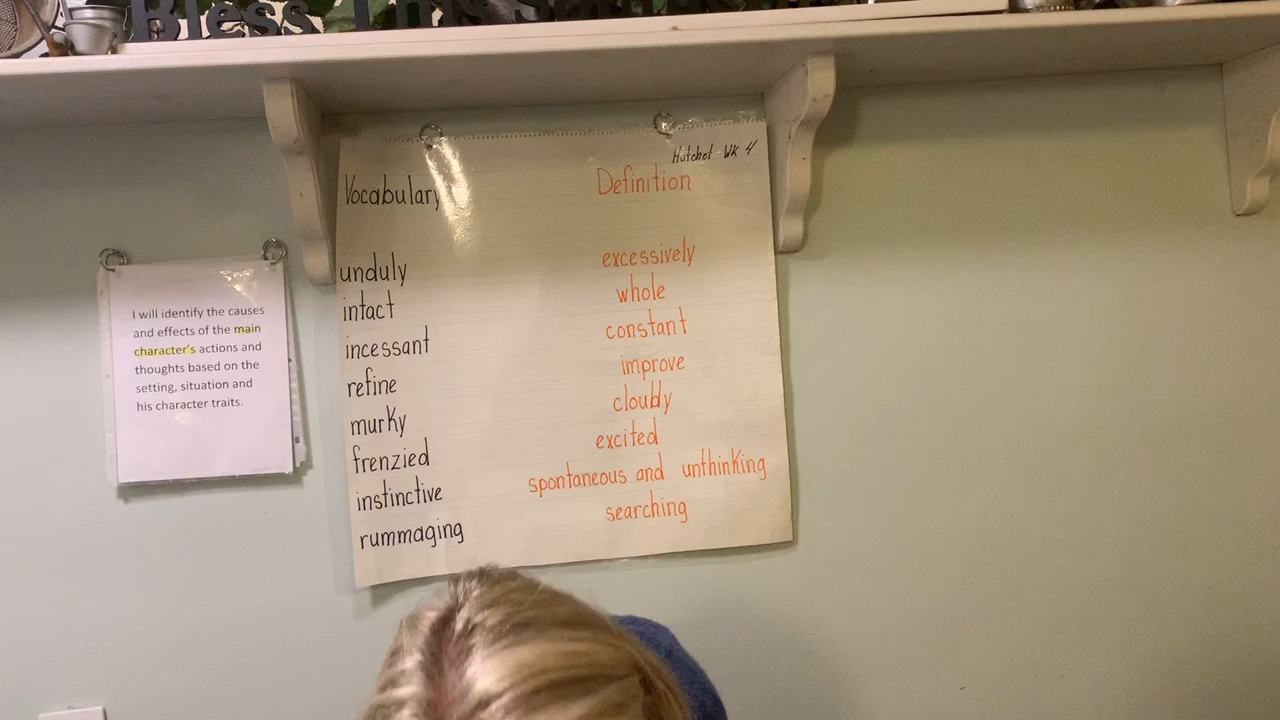 Bless This
I will identify the causes
and effects of the main
character's actions and
thoughts based on the
setting, situation and
his character traits.
Hatchet - Wk 4
Vocabulary Definition
unduly excessively
intact whole
incessant constant
refine improve
murky cloudy
frenzied excited
instinctive spontaneous and unthinking
rummaging searching